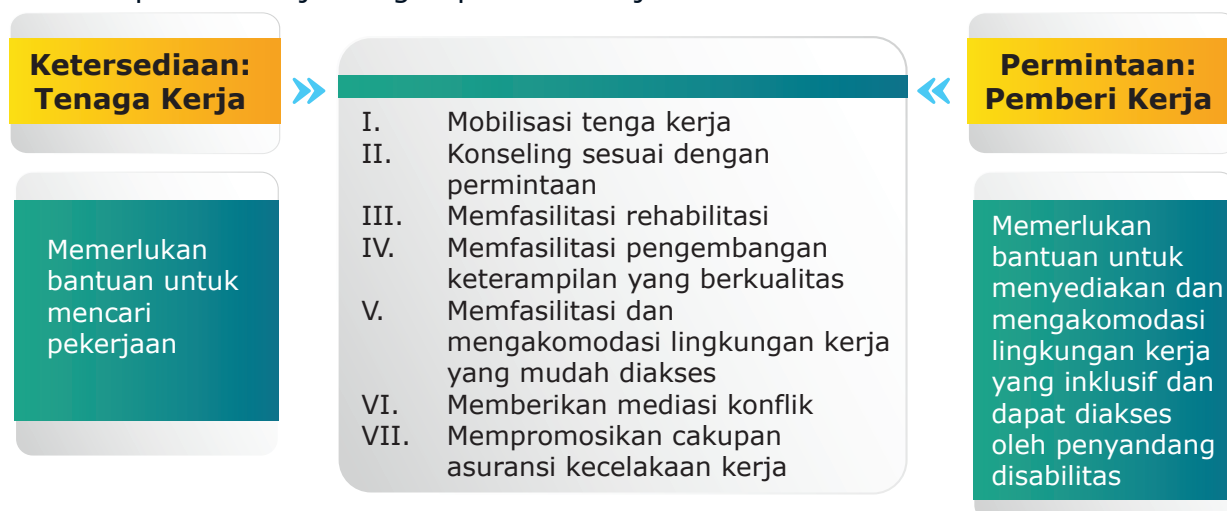 Ketersediaan:
Tenaga Kerja
Memerlukan
bantuan untuk
mencari
pekerjaan
I. Mobilisasi tenga kerja
II. Konseling sesuai dengan
permintaan
III. Memfasilitasi rehabilitasi
IV. Memfasilitasi pengembangan
keterampilan yang berkualitas
V. Memfasilitasi dan
mengakomodasi lingkungan kerja
yang mudah diakses
VI. Memberikan mediasi konflik
VII. Mempromosikan cakupan
asuransi kecelakaan kerja
Permintaan:
Pemberi Kerja
Memerlukan
bantuan untuk
menyediakan dan
mengakomodasi
lingkungan kerja
yang inklusif dan
dapat diakses
oleh penyandang
disabilitas